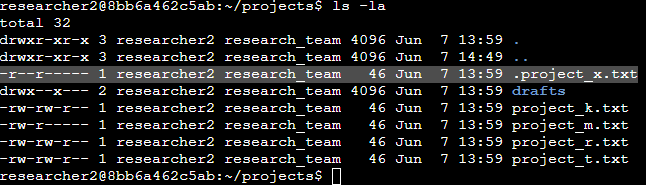 researcher2@8bb6a462c5ab:~/projects$ ls -la
total 32
drwxr-xr-x 3 researcher2 research_team 4096 Jun  7 13:59 .
drwxr-xr-x 7 researcher2 research_team 4096 Jun  7 14:49 ..
-r--r----- 1 researcher2 research_team   46 Jun  7 13:59 .project_x.txt
drwx--x--- 2 researcher2 research_team 4096 Jun  7 13:59 drafts
-rw-rw-r-- 1 researcher2 research_team   46 Jun  7 13:59 project_k.txt
-rw-r----- 1 researcher2 research_team   46 Jun  7 13:59 project_m.txt
-rw-rw-r-- 1 researcher2 research_team   46 Jun  7 13:59 project_r.txt
-rw-rw-r-- 1 researcher2 research_team   46 Jun  7 13:59 project_t.txt
researcher2@8bb6a462c5ab:~/projects$